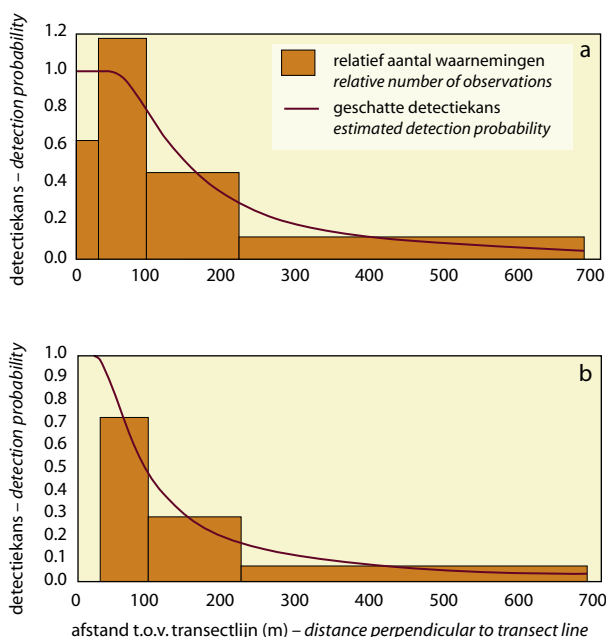 detectiekans – detection probability
1.2
1.0
0.8
0.6
0.4
0.2
0.0
a
relatief aantal waarnemingen
relative number of observations
geschatte detectiekans
estimated detection probability
0 100 200 300 400 500 600 700
detectiekans – detection probability
1.0
0.9
0.8
0.7
0.6
0.5
0.4
0.3
0.2
0.1
0.0
b
0 100 200 300 400 500 600 700
afstand t.o.v. transectlijn (m) – distance perpendicular to transect line